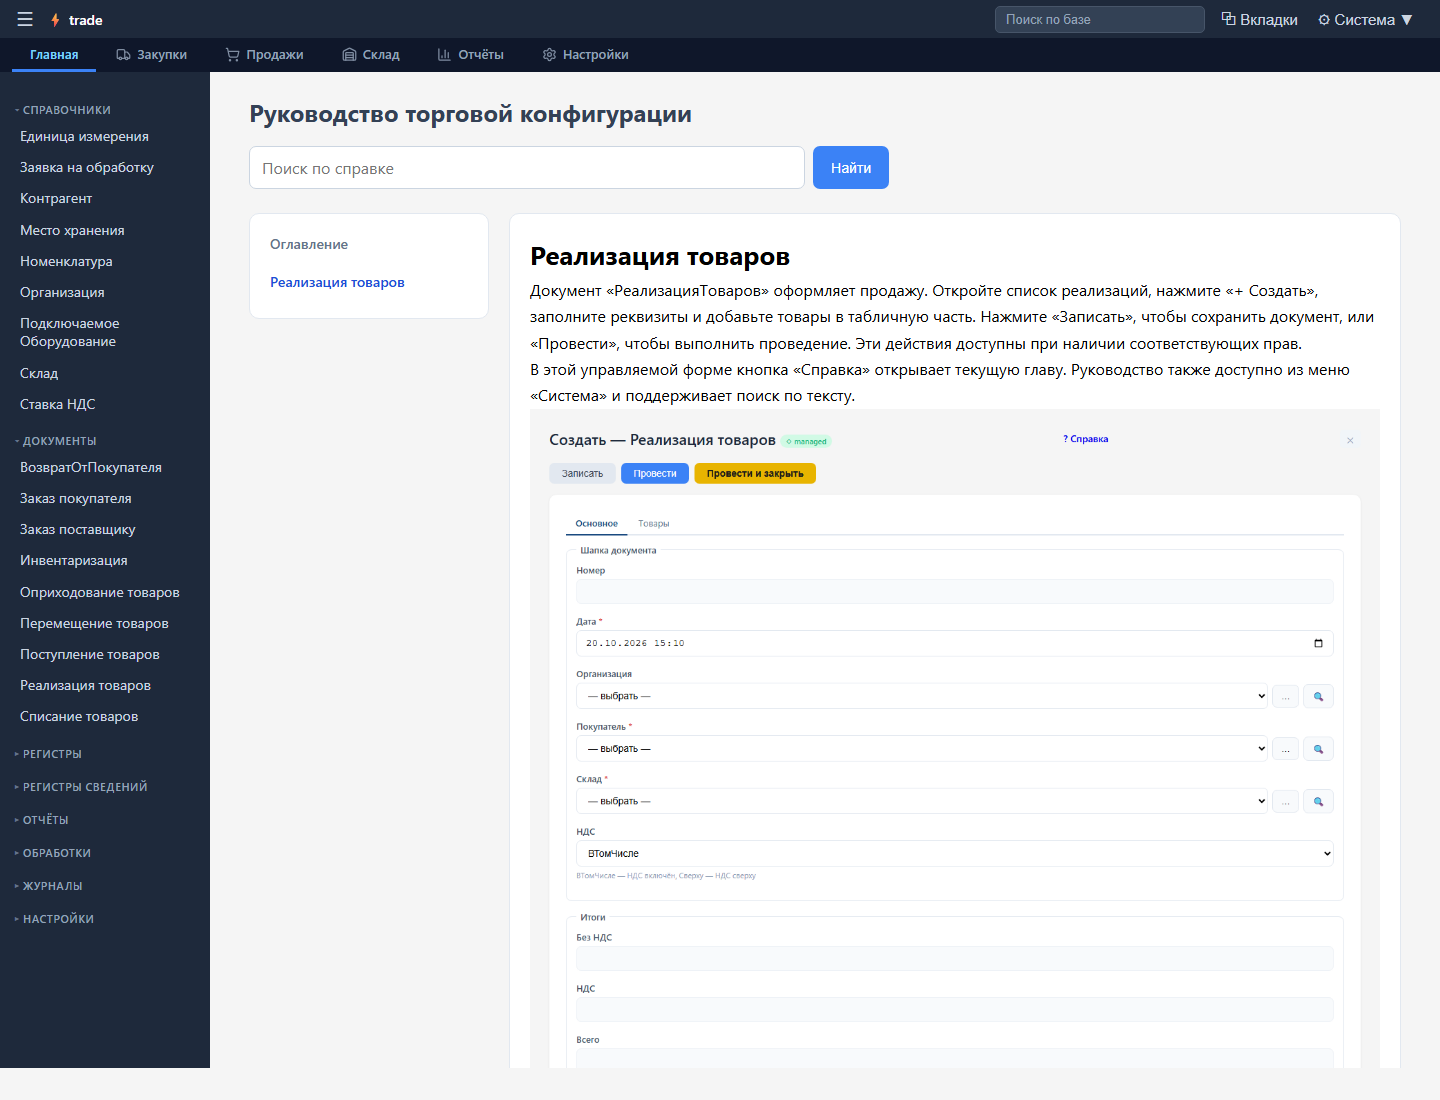 trade
Поиск по базе
Вкладки
Система ▼
Главная
Закупки
Продажи
Склад
Отчёты
Настройки
СПРАВОЧНИКИ
Единица измерения
Заявка на обработку
Контрагент
Место хранения
Номенклатура
Организация
Подключаемое
Оборудование
Склад
Ставка НДС
ДОКУМЕНТЫ
ВозвратОтПокупателя
Заказ покупателя
Заказ поставщику
Инвентаризация
Оприходование товаров
Перемещение товаров
Поступление товаров
Реализация товаров
Списание товаров
РЕГИСТРЫ
РЕГИСТРЫ СВЕДЕНИЙ
ОТЧЁТЫ
ОБРАБОТКИ
ЖУРНАЛЫ
НАСТРОЙКИ
Руководство торговой конфигурации
Поиск по справке
Найти
Оглавление
Реализация товаров
Реализация товаров
Документ «РеализацияТоваров» оформляет продажу. Откройте список реализаций, нажмите «+ Создать»,
заполните реквизиты и добавьте товары в табличную часть. Нажмите «Записать», чтобы сохранить документ, или
«Провести», чтобы выполнить проведение. Эти действия доступны при наличии соответствующих прав.
В этой управляемой форме кнопка «Справка» открывает текущую главу. Руководство также доступно из меню
«Система» и поддерживает поиск по тексту.
Создать — Реализация товаров
managed
? Справка
×
Записать
Провести
Провести и закрыть
Основное
Товары
Шапка документа
Номер
Дата *
20.10.2026 15:10
Организация
— выбрать —
...
Покупатель *
— выбрать —
...
Склад *
— выбрать —
...
НДС
ВТомЧисле
ВТомЧисле — НДС включён, Сверху — НДС сверху
Итоги
Без НДС
НДС
Всего